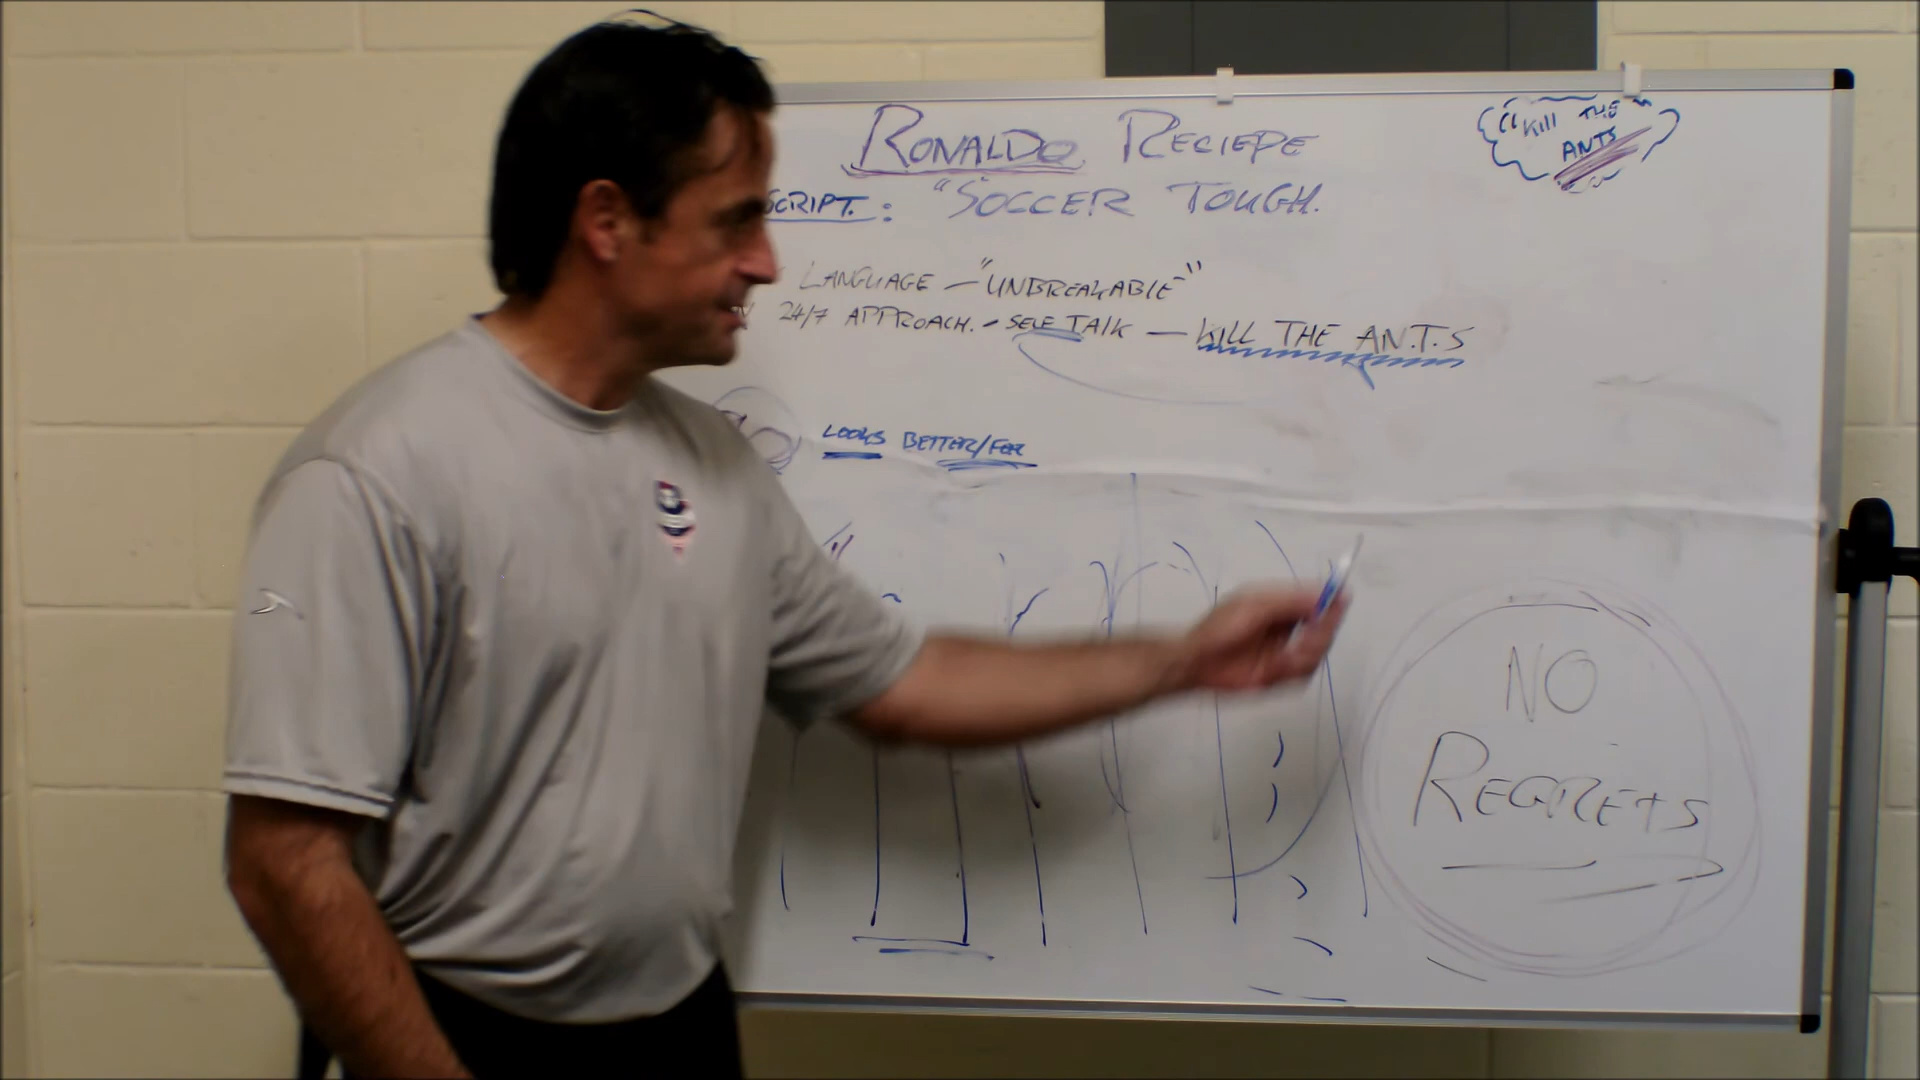 RONALDO RECIEPE
"KILL THE
ANTS
SCRIPT. : "SOCCER TOUGH.
LANGUAGE - "UNBREAKABLE"
24/7 APPROACH. - SELF TALK - KILL THE A.N.T.S
LOOKS BETTER/FER
NO
REGRETS